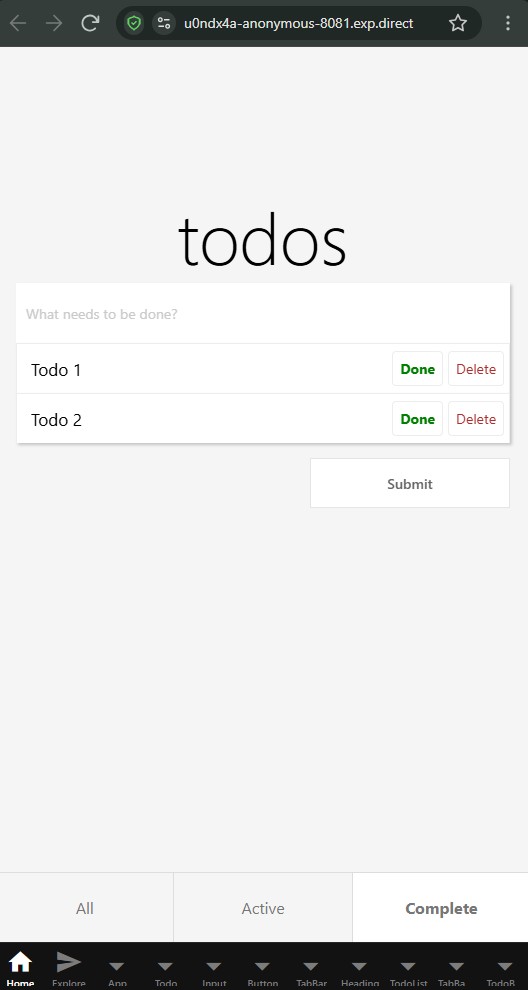 u0ndx4a-anonymous-8081.exp.direct
todos
What needs to be done?
Todo 1 Done Delete
Todo 2 Done Delete
Submit
All Active Complete
Home Explore App Todo Input Button TabBar Heading TodoList TabBa... TodoB...